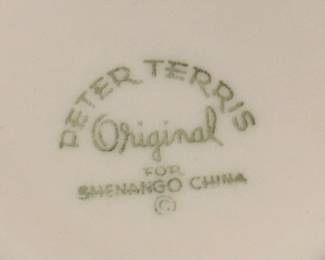 PETER TERRIS
Original
FOR
SHENANGO CHINA
©